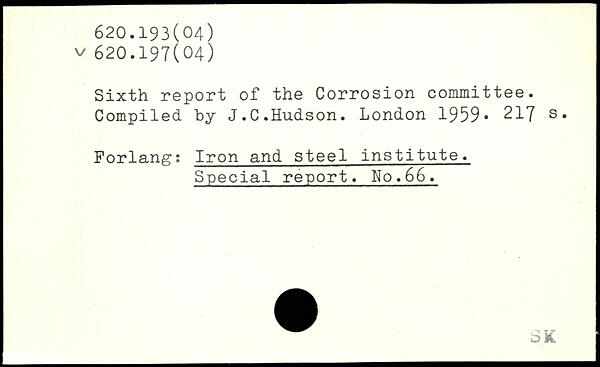 620.193(04)
✓ 620.197(04)
Sixth report of the Corrosion committee.
Compiled by J.C.Hudson. London 1959. 217 s.
Forlang: Iron and steel institute.
Special report. No.66.
SK